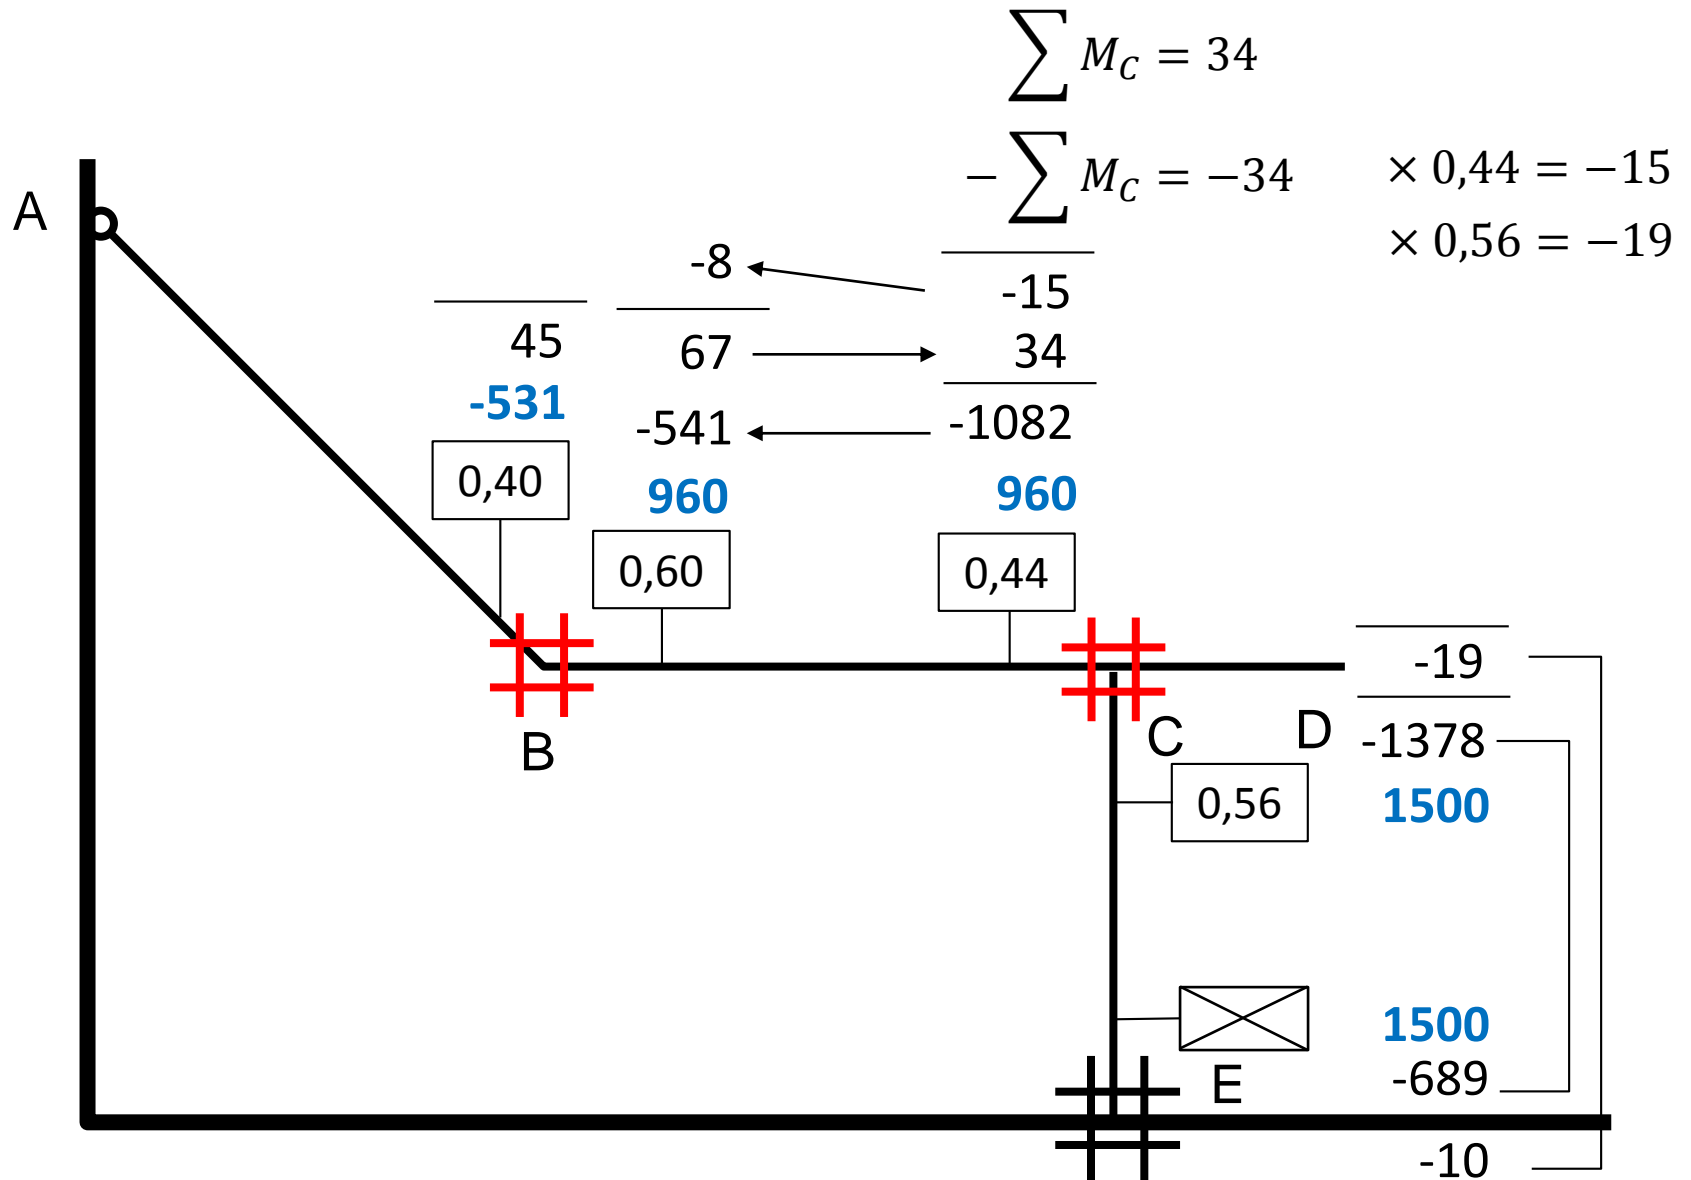 ∑ M_C = 34
− ∑ M_C = −34
× 0,44 = −15
× 0,56 = −19
A
-8
-15
45
67
34
-531
-541
-1082
960
960
0,40
0,60
0,44
-19
B
C
D
-1378
0,56
1500
1500
-689
E
-10